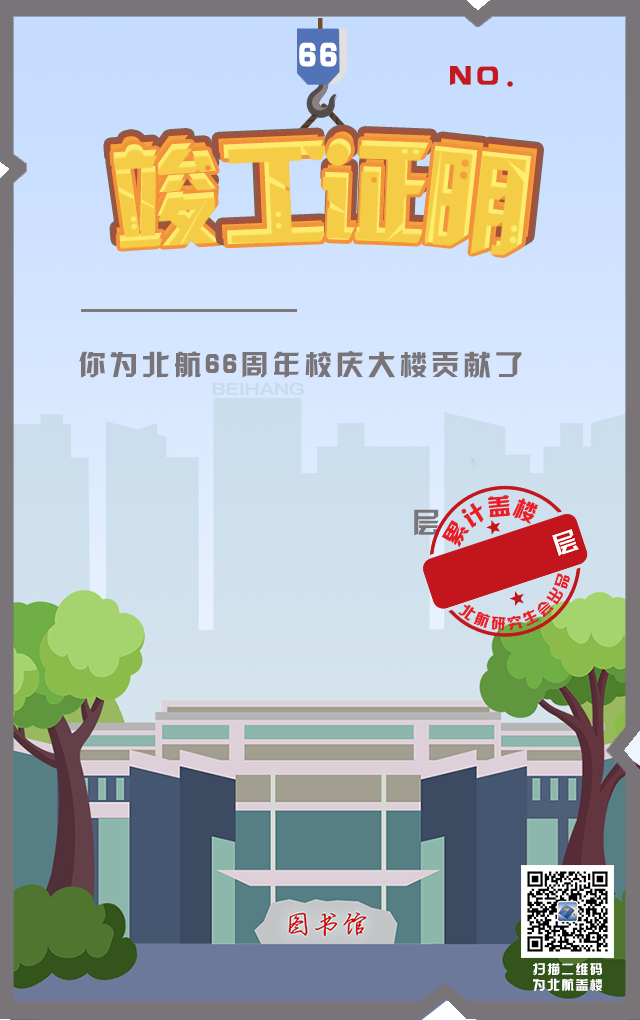 66
NO.
竣工证明
你为北航66周年校庆大楼贡献了
BEIHANG
层
累计盖楼
层
北航研究生会出品
图书馆
扫描二维码
为北航盖楼